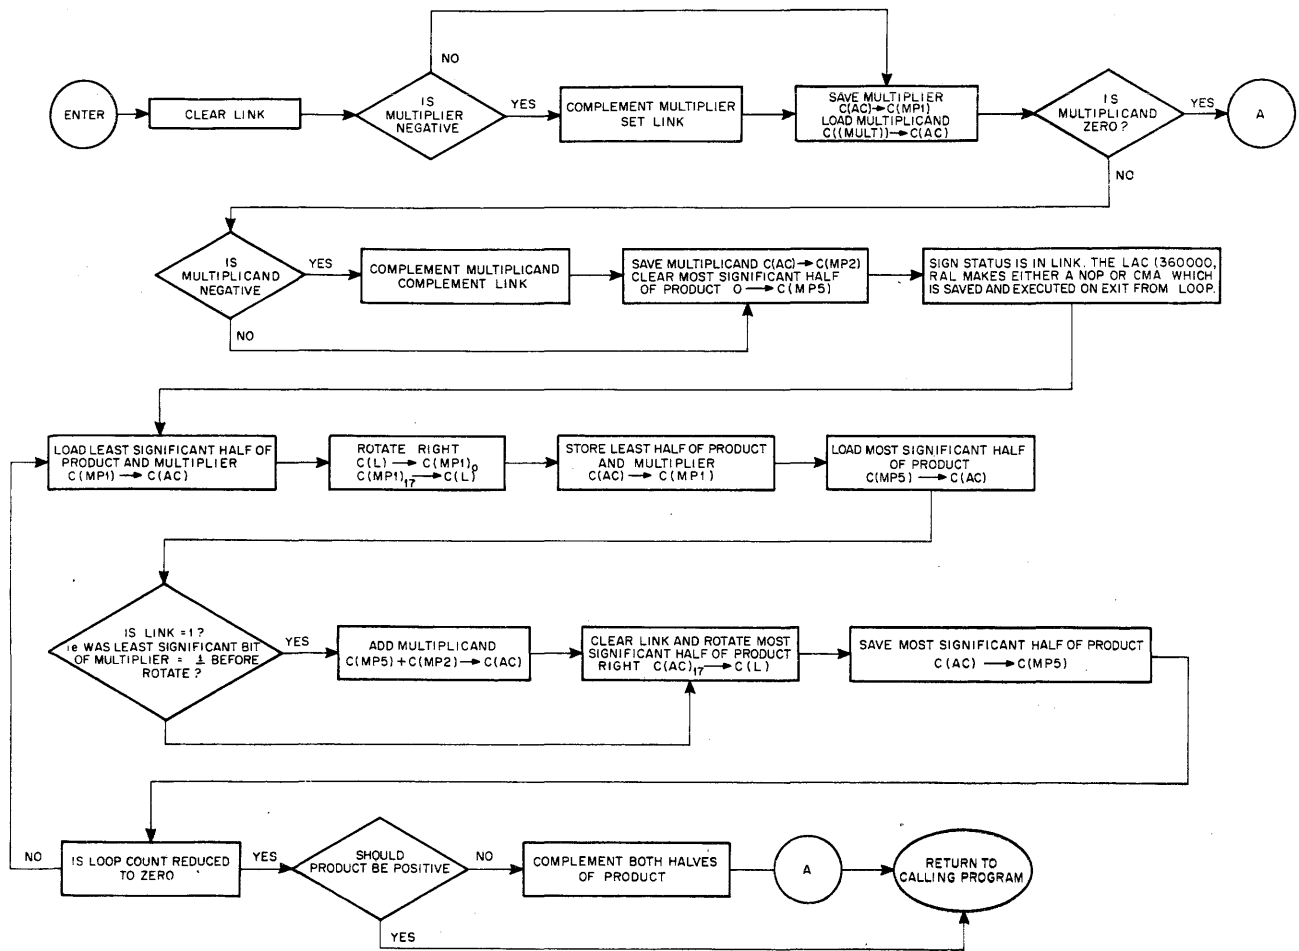 NO
ENTER
CLEAR LINK
IS
MULTIPLIER
NEGATIVE
YES
COMPLEMENT MULTIPLIER
SET LINK
SAVE MULTIPLIER
C(AC)→C(MP1)
LOAD MULTIPLICAND
C((MULT))→C(AC)
IS
MULTIPLICAND
ZERO?
YES
A
NO
IS
MULTIPLICAND
NEGATIVE
YES
COMPLEMENT MULTIPLICAND
COMPLEMENT LINK
SAVE MULTIPLICAND C(AC)→C(MP2)
CLEAR MOST SIGNIFICANT HALF
OF PRODUCT 0→C(MP5)
SIGN STATUS IS IN LINK. THE LAC (360000,
RAL MAKES EITHER A NOP OR CMA WHICH
IS SAVED AND EXECUTED ON EXIT FROM LOOP.
NO
LOAD LEAST SIGNIFICANT HALF OF
PRODUCT AND MULTIPLIER
C(MP1)→C(AC)
ROTATE RIGHT
C(L)→C(MP1)0
C(MP1)17→C(L)
STORE LEAST HALF OF PRODUCT
AND MULTIPLIER
C(AC)→C(MP1)
LOAD MOST SIGNIFICANT HALF
OF PRODUCT
C(MP5)→C(AC)
IS LINK =1?
ie WAS LEAST SIGNIFICANT BIT
OF MULTIPLIER = 1 BEFORE
ROTATE?
YES
ADD MULTIPLICAND
C(MP5)+C(MP2)→C(AC)
CLEAR LINK AND ROTATE MOST
SIGNIFICANT HALF OF PRODUCT
RIGHT C(AC)17→C(L)
SAVE MOST SIGNIFICANT HALF OF PRODUCT
C(AC)→C(MP5)
NO
IS LOOP COUNT REDUCED
TO ZERO
YES
SHOULD
PRODUCT BE POSITIVE
NO
COMPLEMENT BOTH HALVES
OF PRODUCT
A
RETURN TO
CALLING PROGRAM
YES